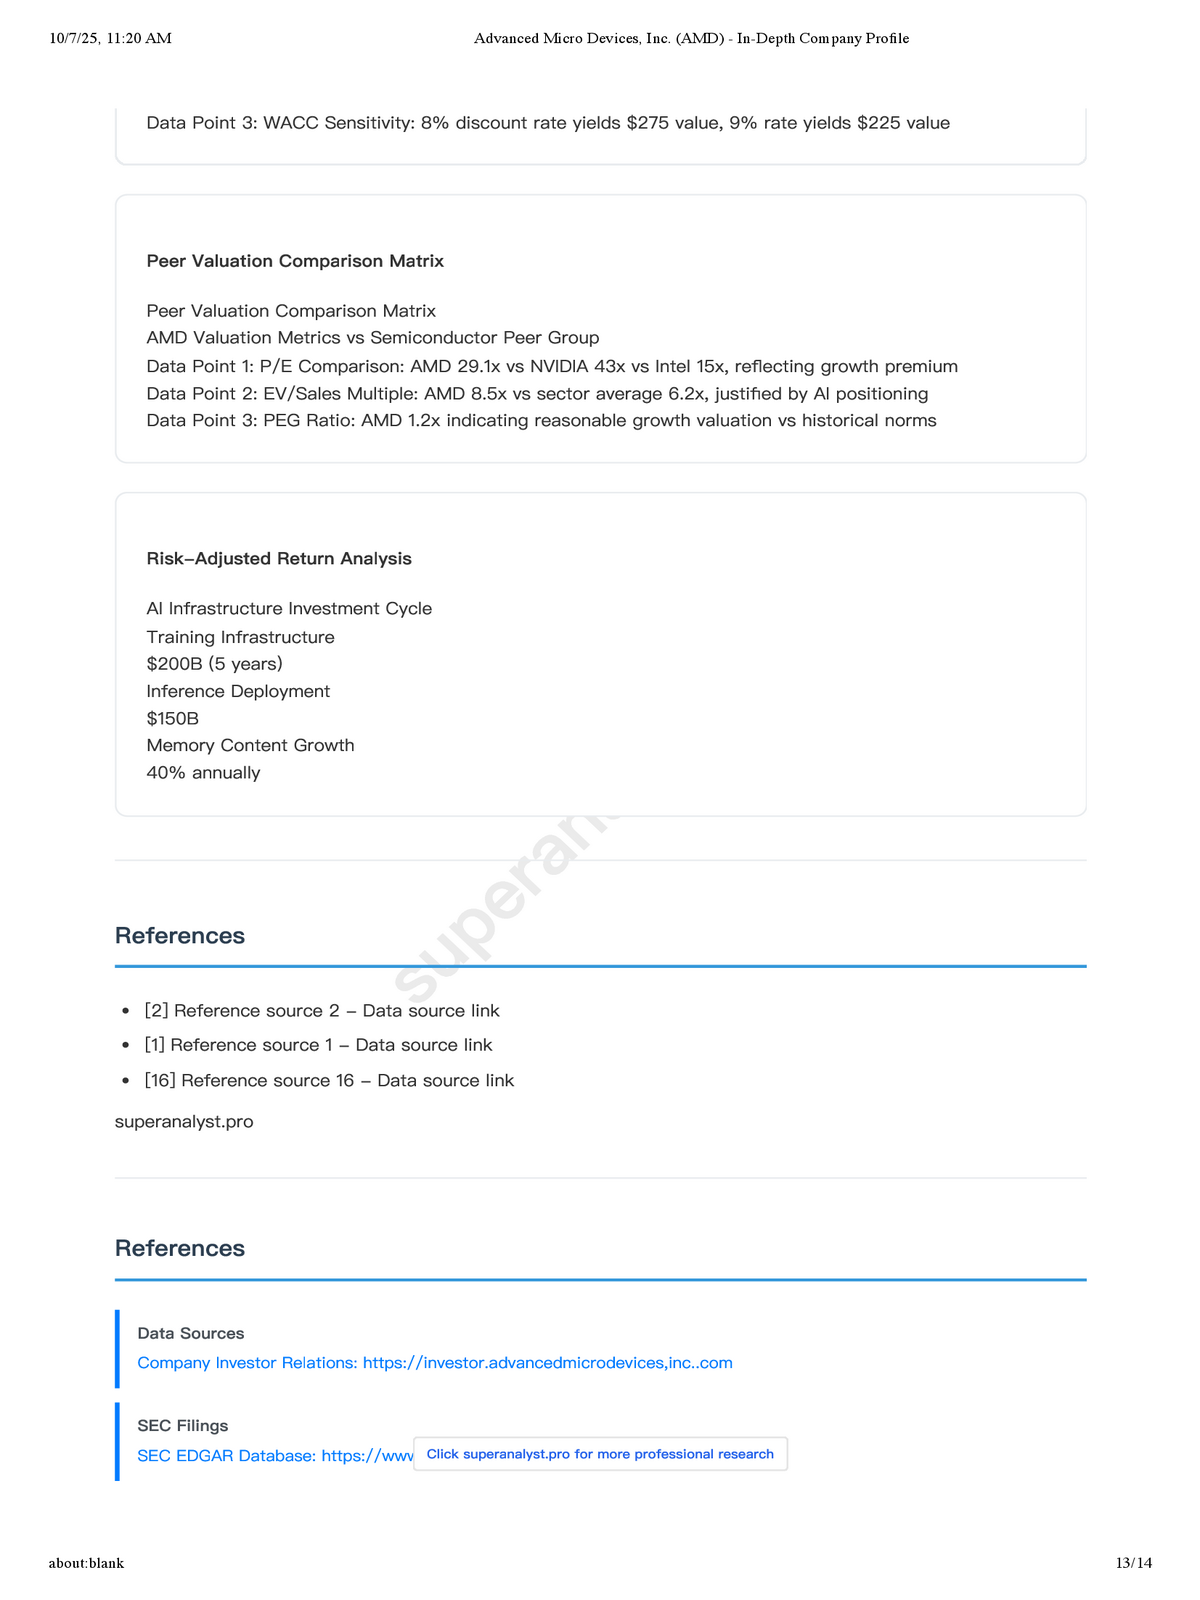 10/7/25, 11:20 AM
Advanced Micro Devices, Inc. (AMD) - In-Depth Company Profile
Data Point 3: WACC Sensitivity: 8% discount rate yields $275 value, 9% rate yields $225 value
Peer Valuation Comparison Matrix
Peer Valuation Comparison Matrix
AMD Valuation Metrics vs Semiconductor Peer Group
Data Point 1: P/E Comparison: AMD 29.1x vs NVIDIA 43x vs Intel 15x, reflecting growth premium
Data Point 2: EV/Sales Multiple: AMD 8.5x vs sector average 6.2x, justified by AI positioning
Data Point 3: PEG Ratio: AMD 1.2x indicating reasonable growth valuation vs historical norms
Risk–Adjusted Return Analysis
AI Infrastructure Investment Cycle
Training Infrastructure
$200B (5 years)
Inference Deployment
$150B
Memory Content Growth
40% annually
superan
References
• [2] Reference source 2 – Data source link
• [1] Reference source 1 – Data source link
• [16] Reference source 16 – Data source link
superanalyst.pro
References
Data Sources
Company Investor Relations: https://investor.advancedmicrodevices,inc..com
SEC Filings
SEC EDGAR Database: https://www
Click superanalyst.pro for more professional research
about:blank
13/14